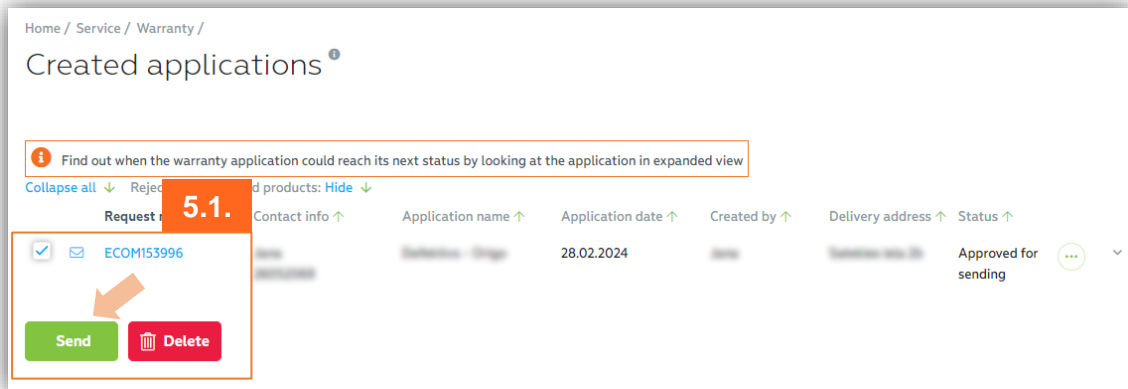 Home / Service / Warranty /
Created applications
Find out when the warranty application could reach its next status by looking at the application in expanded view
Collapse all ↓ d products: Hide ↓
5.1.
Request Contact info ↑ Application name ↑ Application date ↑ Created by ↑ Delivery address ↑ Status ↑
ECOM153996 28.02.2024 Approved for
sending
Send Delete